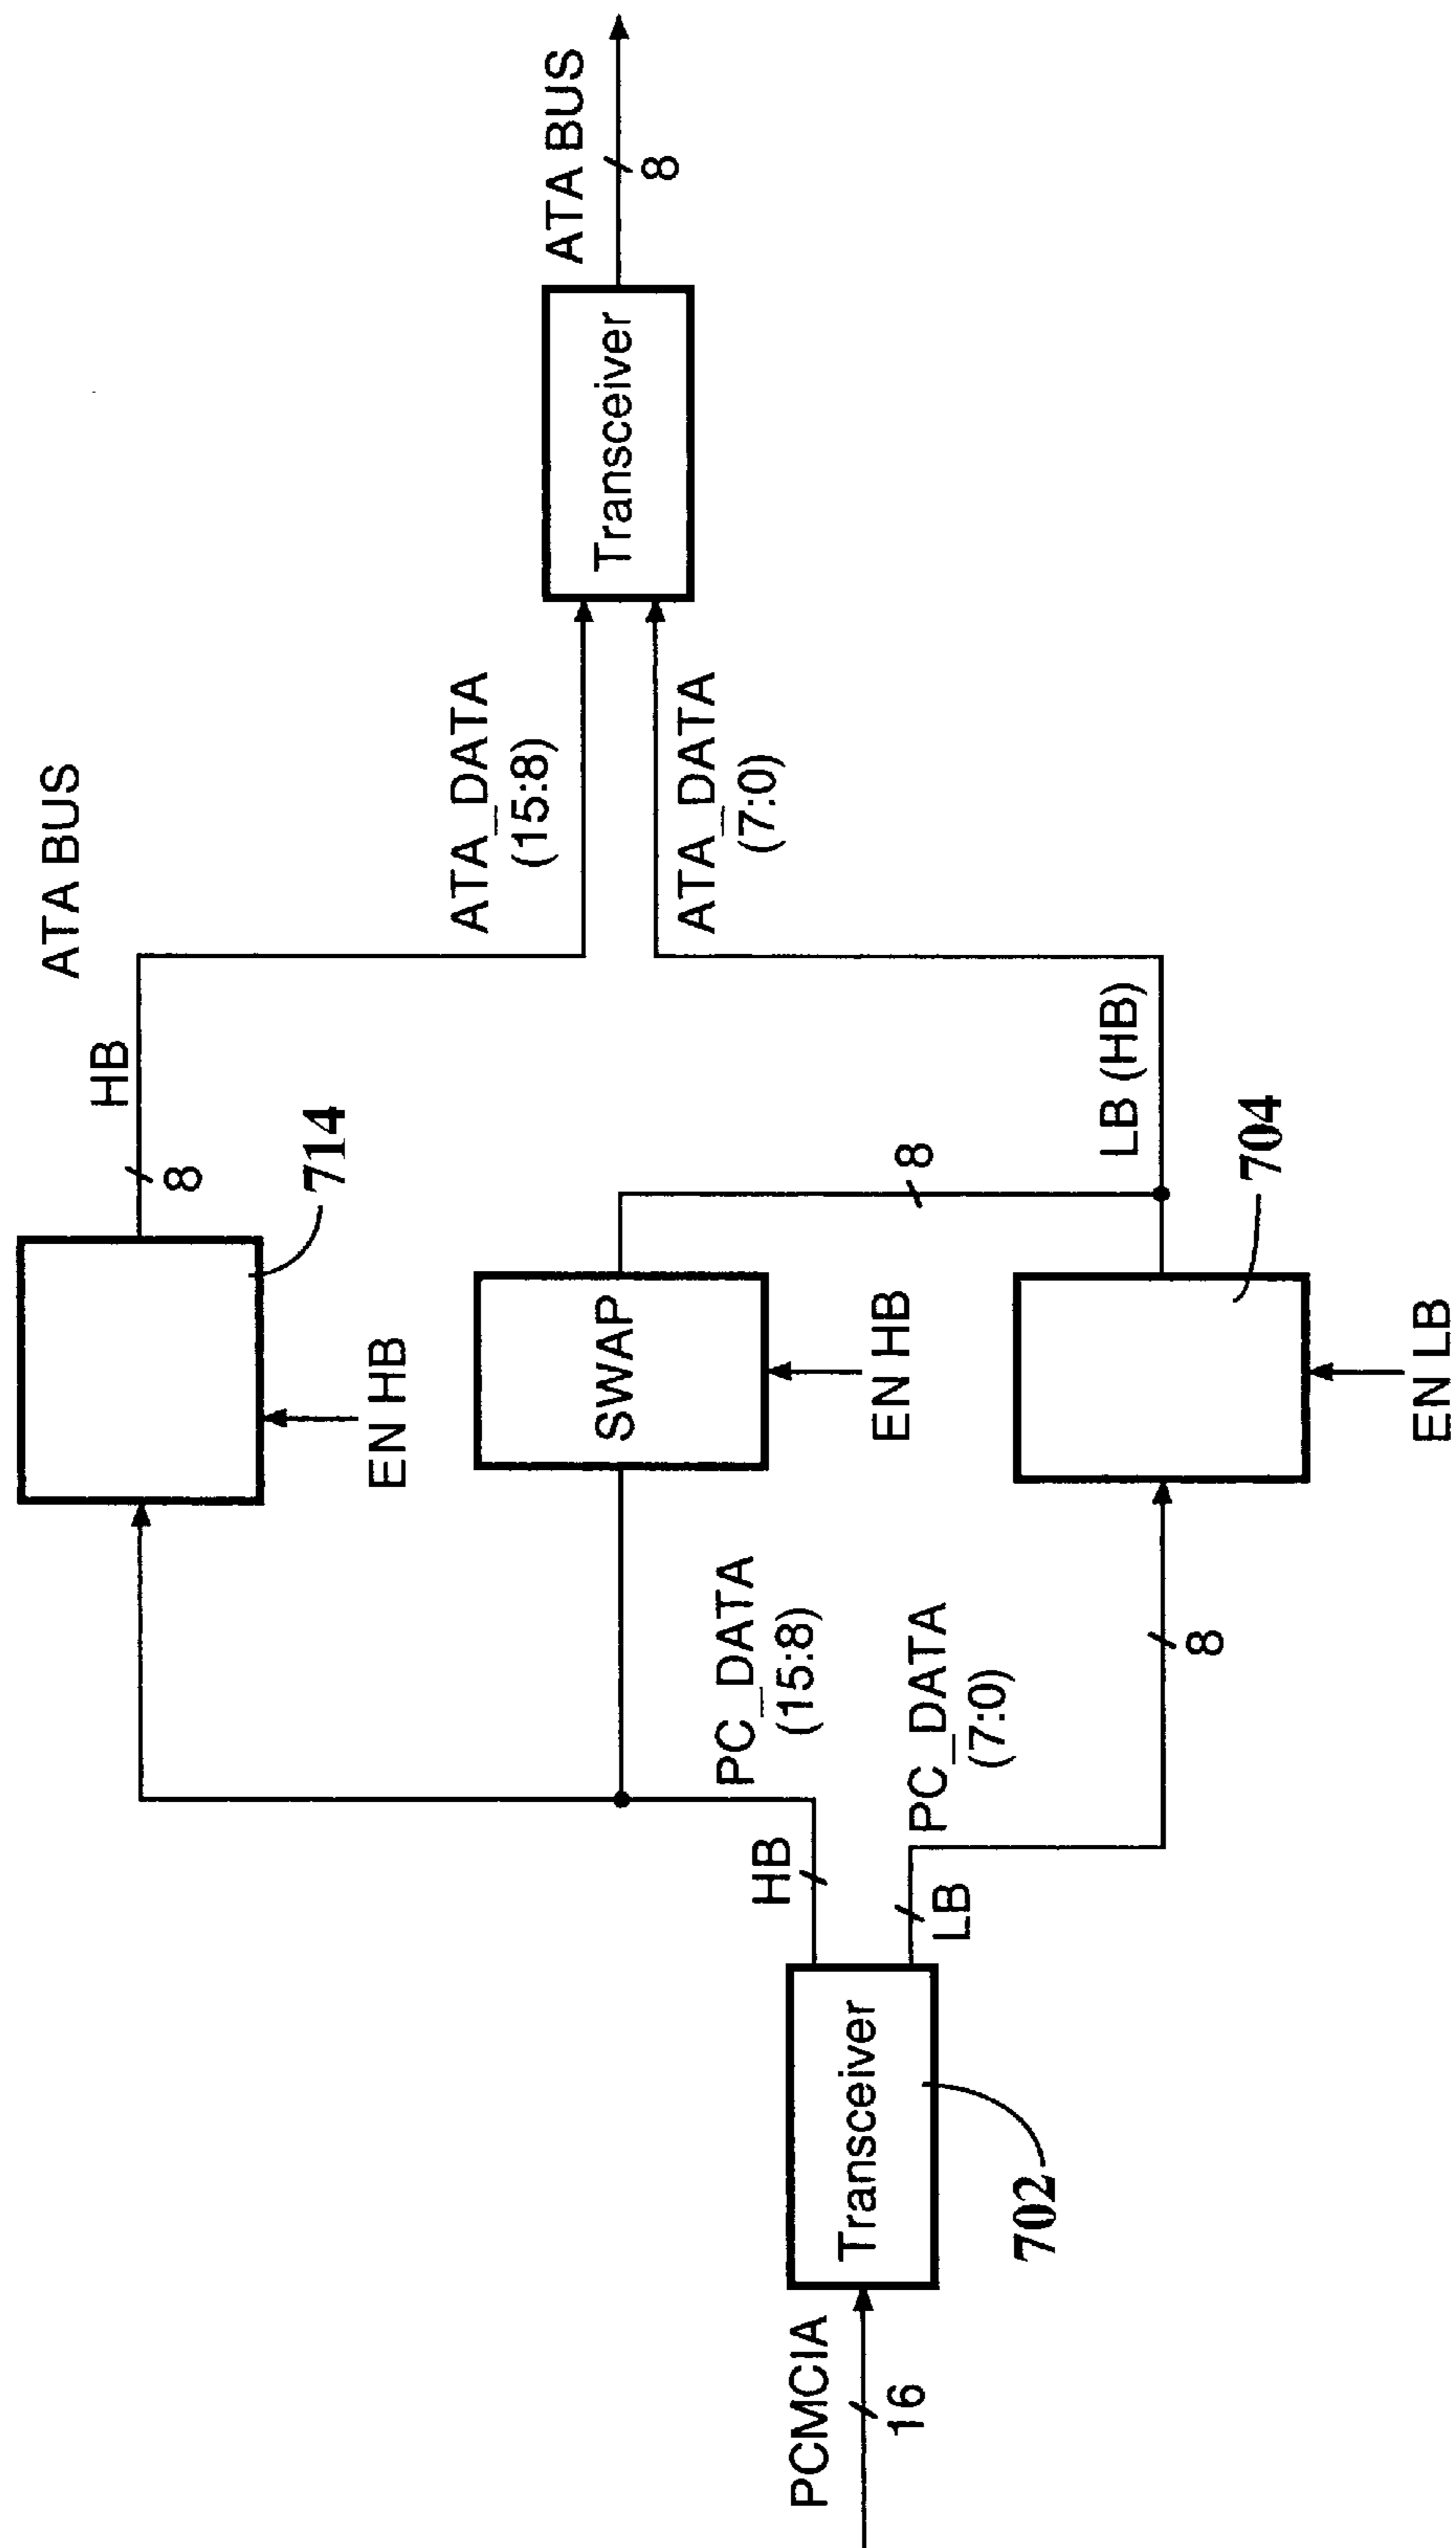 PCMCIA
16
Transceiver
702
HB
LB
PC_DATA
(15:8)
PC_DATA
(7:0)
8
EN HB
714
8
HB
ATA BUS
SWAP
EN HB
8
EN LB
704
LB (HB)
ATA_DATA
(15:8)
ATA_DATA
(7:0)
Transceiver
ATA BUS
8